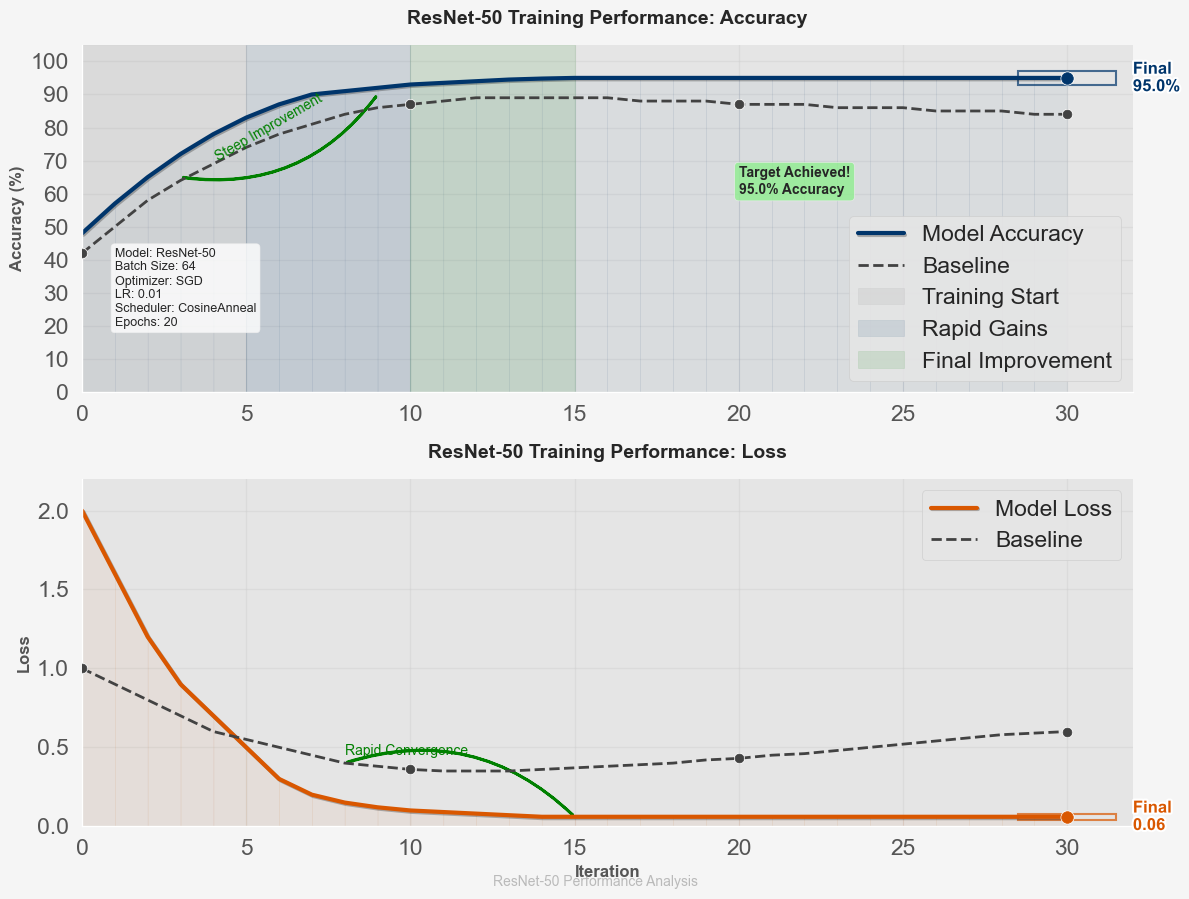 ResNet-50 Training Performance: Accuracy
Accuracy (%)
100
90
80
70
60
50
40
30
20
10
0
0 5 10 15 20 25 30
Steep Improvement
Final
95.0%
Target Achieved!
95.0% Accuracy
Model: ResNet-50
Batch Size: 64
Optimizer: SGD
LR: 0.01
Scheduler: CosineAnneal
Epochs: 20
Model Accuracy
Baseline
Training Start
Rapid Gains
Final Improvement
ResNet-50 Training Performance: Loss
Loss
2.0
1.5
1.0
0.5
0.0
0 5 10 15 20 25 30
Model Loss
Baseline
Rapid Convergence
Final
0.06
Iteration
ResNet-50 Performance Analysis